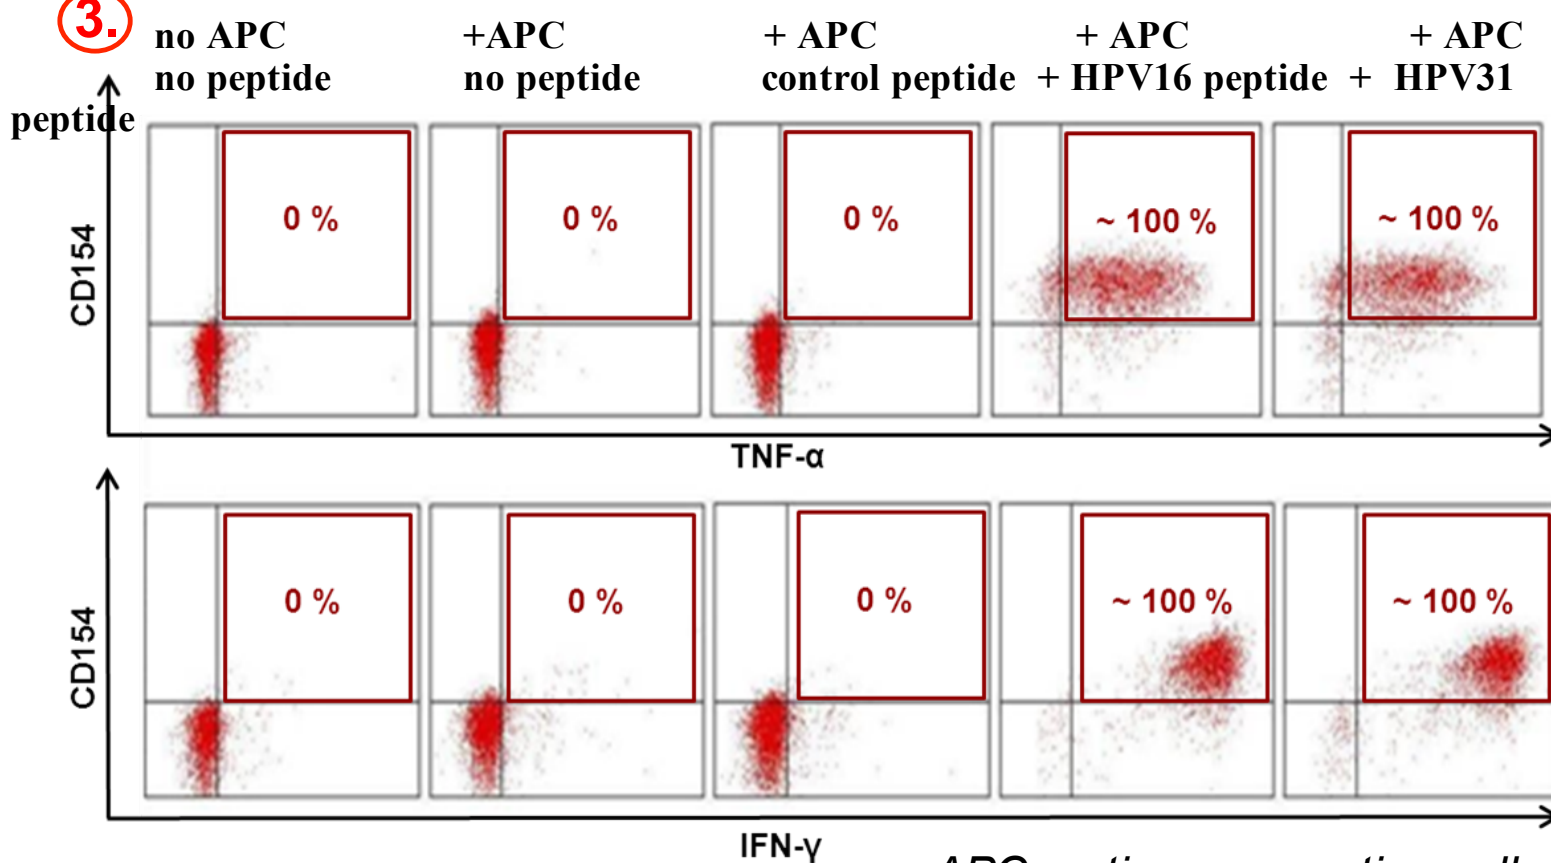 3.
no APC +APC + APC + APC + APC
no peptide no peptide control peptide + HPV16 peptide + HPV31
peptide
0 % 0 % 0 % ~ 100 % ~ 100 %
CD154
TNF-α
0 % 0 % 0 % ~ 100 % ~ 100 %
CD154
IFN-γ